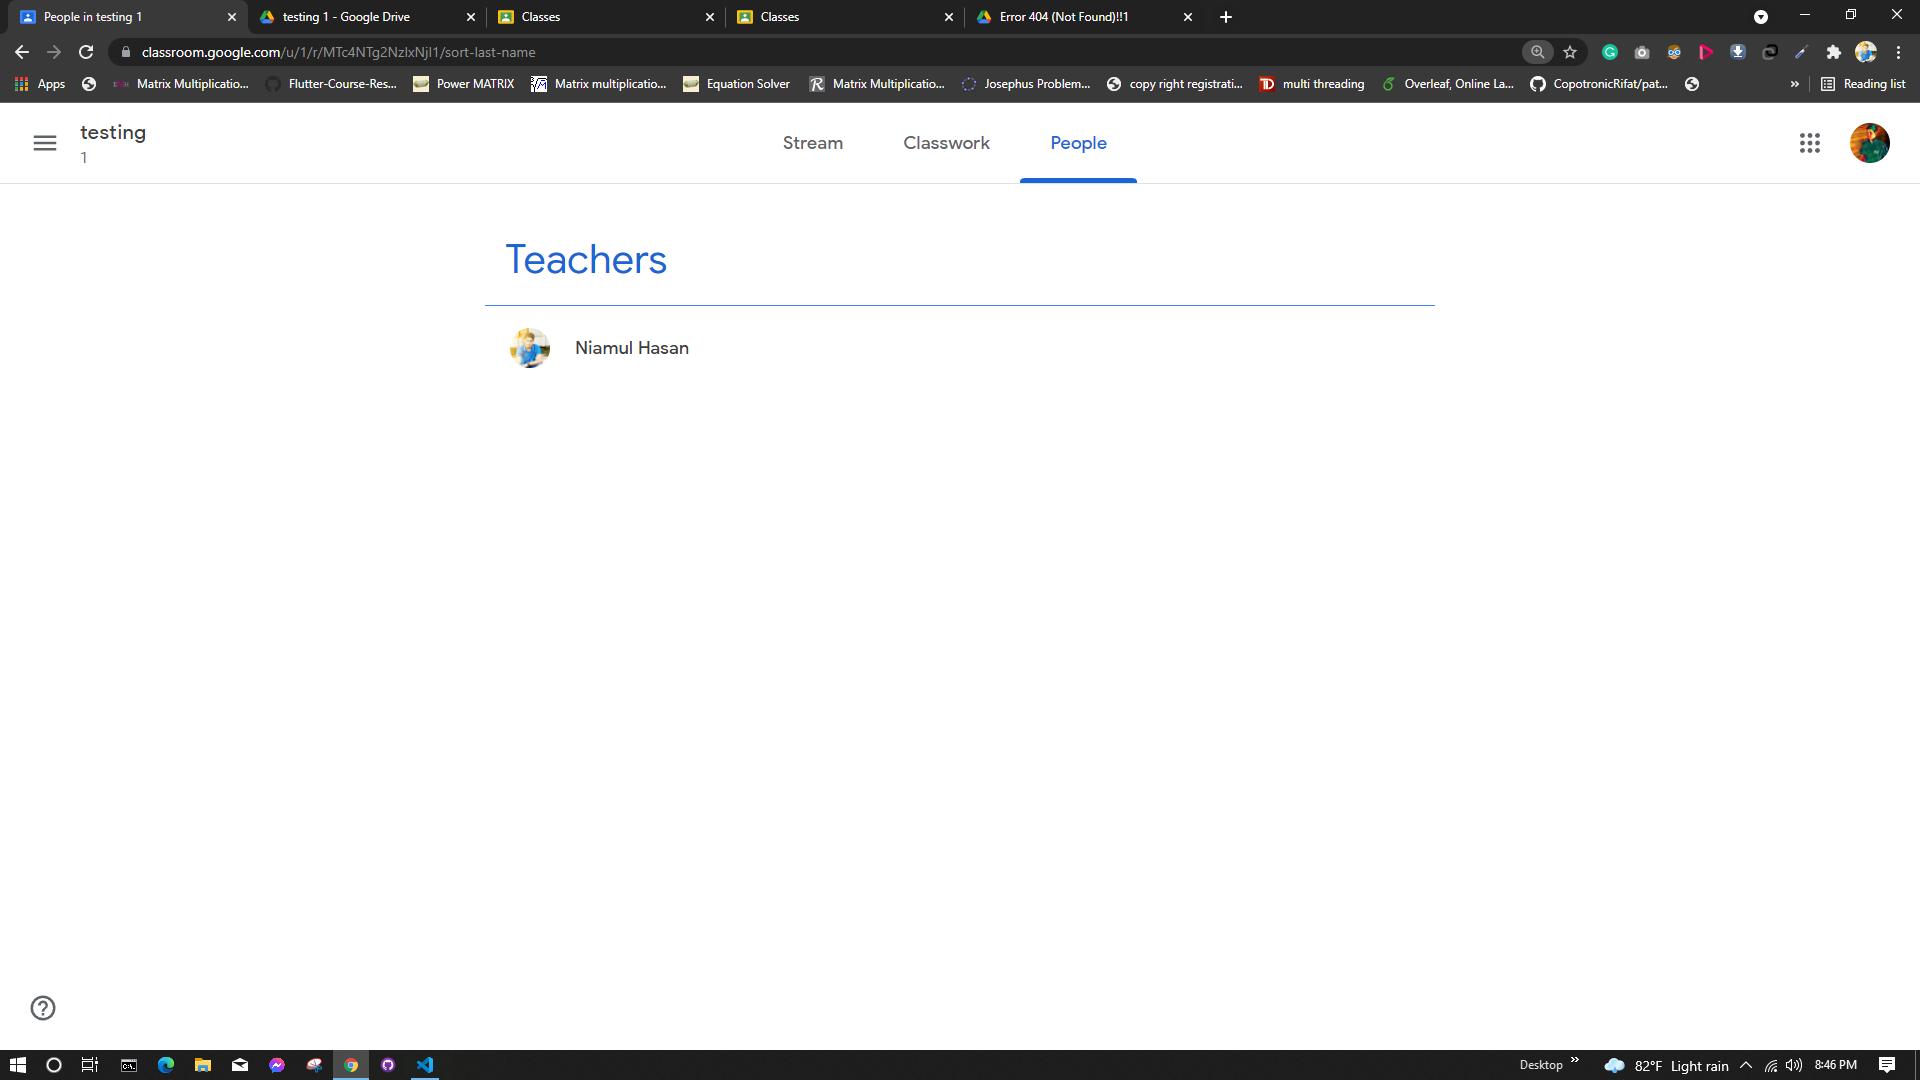 People in testing 1
testing 1 - Google Drive
Classes
Classes
Error 404 (Not Found)!!1
classroom.google.com/u/1/r/MTc4NTg2NzIxNjI1/sort-last-name
Apps
Matrix Multiplicatio...
Flutter-Course-Res...
Power MATRIX
Matrix multiplicatio...
Equation Solver
Matrix Multiplicatio...
Josephus Problem...
copy right registrati...
multi threading
Overleaf, Online La...
CopotronicRifat/pat...
Reading list
testing
1
Stream
Classwork
People
Teachers
Niamul Hasan
Desktop
82°F Light rain
8:46 PM